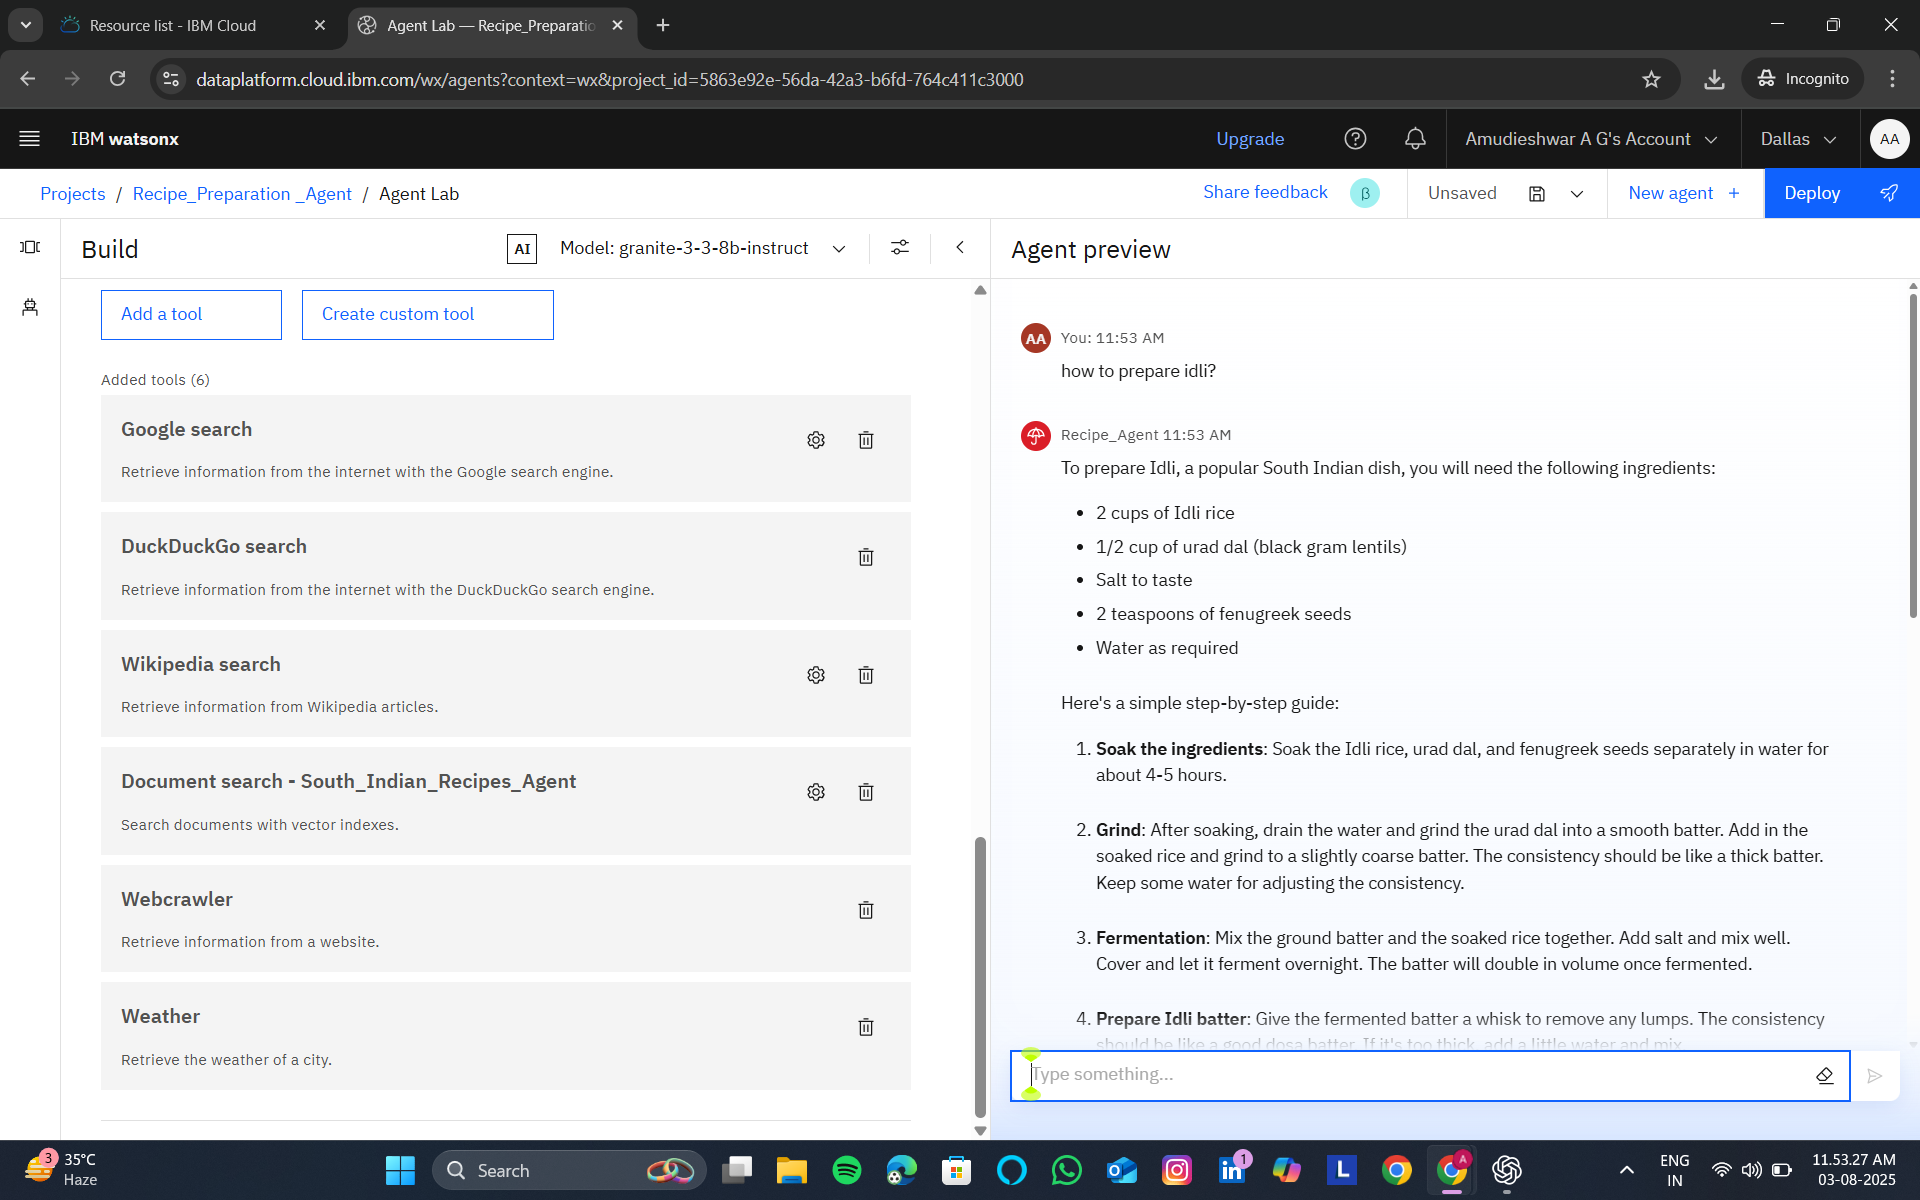 Resource list - IBM Cloud
Agent Lab — Recipe_Preparatio
dataplatform.cloud.ibm.com/wx/agents?context=wx&project_id=5863e92e-56da-42a3-b6fd-764c411c3000
Incognito
IBM watsonx
Upgrade
Amudieshwar A G's Account
Dallas
AA
Projects / Recipe_Preparation _Agent / Agent Lab
Share feedback
β
Unsaved
New agent +
Deploy
Build
AI
Model: granite-3-3-8b-instruct
Add a tool
Create custom tool
Added tools (6)
Google search
Retrieve information from the internet with the Google search engine.
DuckDuckGo search
Retrieve information from the internet with the DuckDuckGo search engine.
Wikipedia search
Retrieve information from Wikipedia articles.
Document search - South_Indian_Recipes_Agent
Search documents with vector indexes.
Webcrawler
Retrieve information from a website.
Weather
Retrieve the weather of a city.
Agent preview
AA
You: 11:53 AM
how to prepare idli?
Recipe_Agent 11:53 AM
To prepare Idli, a popular South Indian dish, you will need the following ingredients:
• 2 cups of Idli rice
• 1/2 cup of urad dal (black gram lentils)
• Salt to taste
• 2 teaspoons of fenugreek seeds
• Water as required
Here's a simple step-by-step guide:
1. Soak the ingredients: Soak the Idli rice, urad dal, and fenugreek seeds separately in water for
about 4-5 hours.
2. Grind: After soaking, drain the water and grind the urad dal into a smooth batter. Add in the
soaked rice and grind to a slightly coarse batter. The consistency should be like a thick batter.
Keep some water for adjusting the consistency.
3. Fermentation: Mix the ground batter and the soaked rice together. Add salt and mix well.
Cover and let it ferment overnight. The batter will double in volume once fermented.
4. Prepare Idli batter: Give the fermented batter a whisk to remove any lumps. The consistency
should be like a good dosa batter. If it's too thick, add a little water and mix.
Type something...
3
35°C
Haze
Search
1
L
A
ENG
IN
11.53.27 AM
03-08-2025